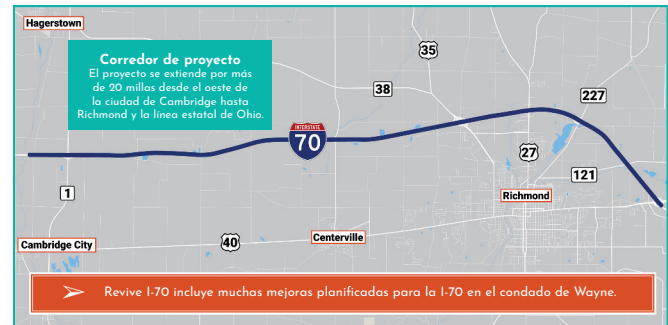 Hagerstown
Corredor de proyecto
El proyecto se extiende por más
de 20 millas desde el oeste de
la ciudad de Cambridge hasta
Richmond y la línea estatal de Ohio.
35
38
227
INTERSTATE
70
27
121
1
Richmond
Cambridge City
40
Centerville
Revive I-70 incluye muchas mejoras planificadas para la I-70 en el condado de Wayne.